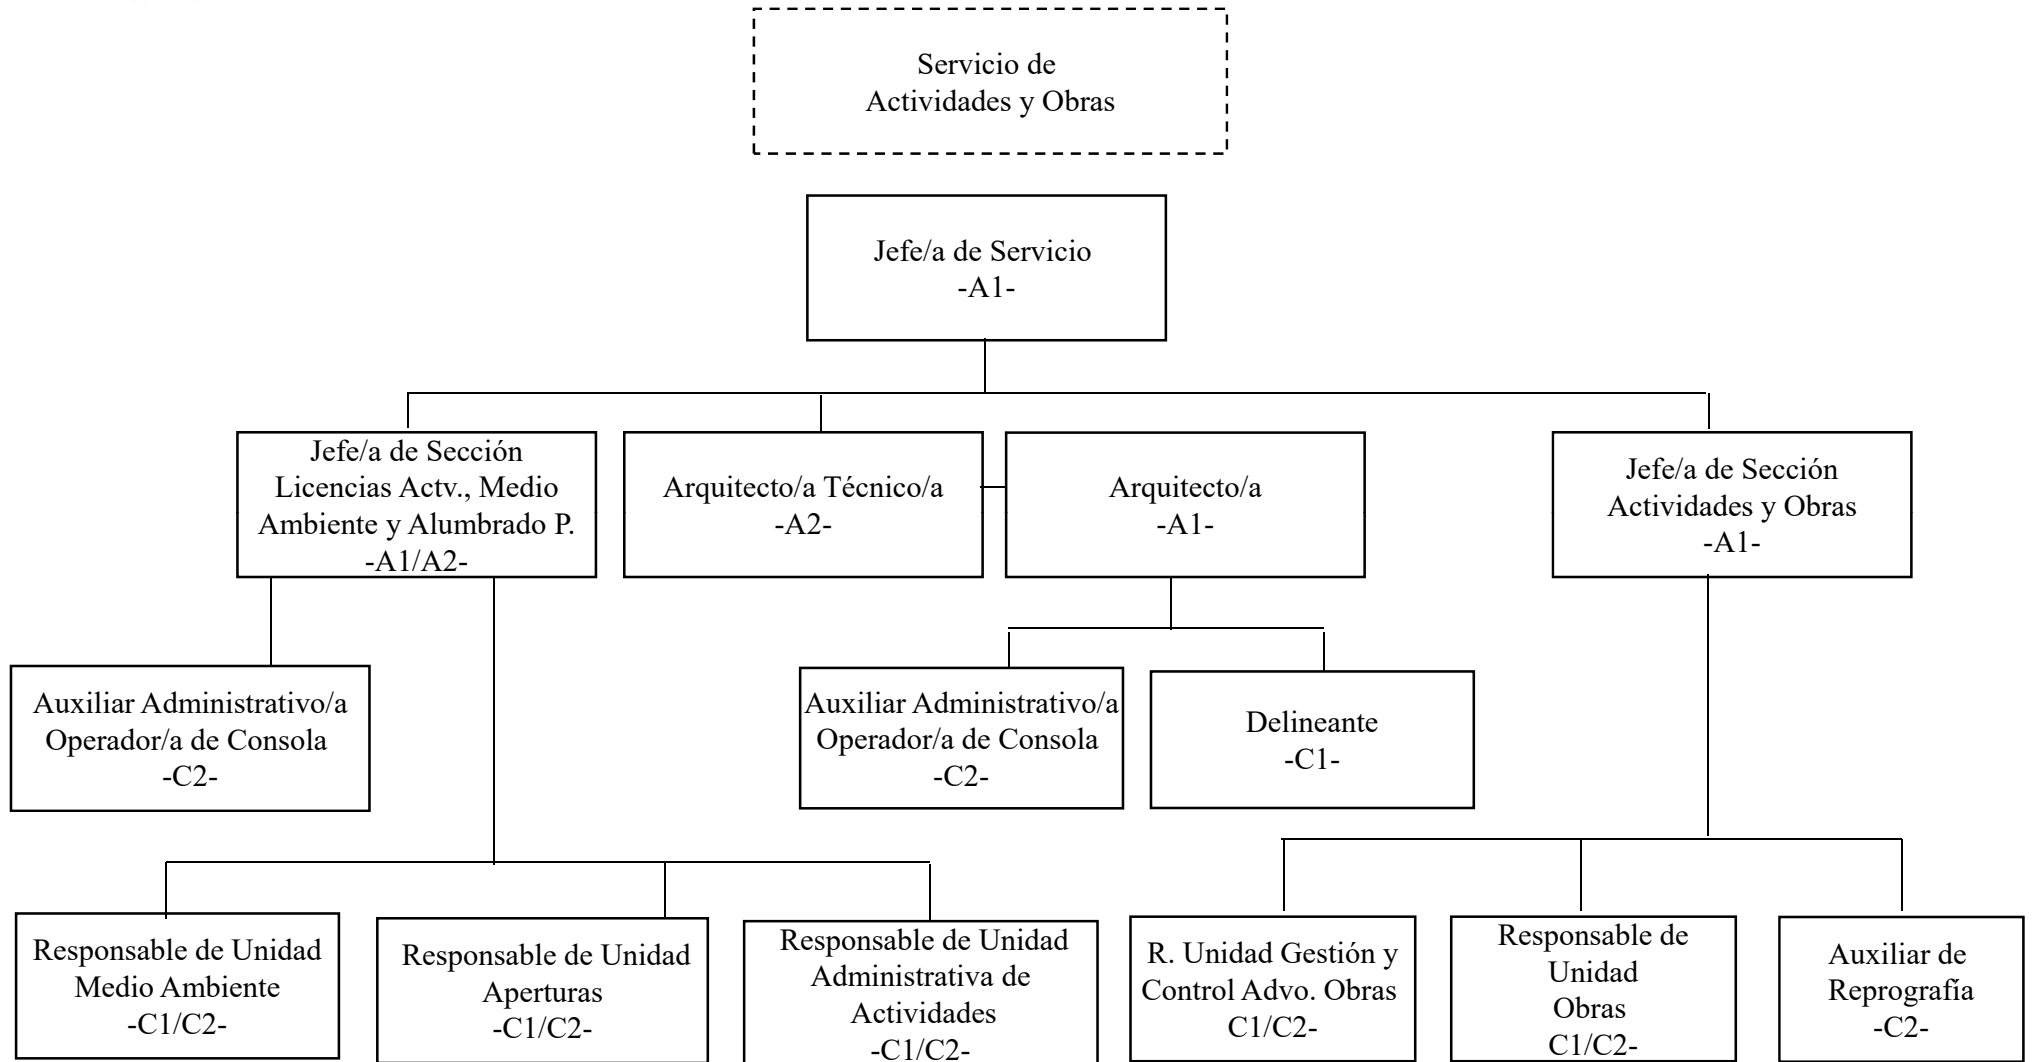 Servicio de
Actividades y Obras
Jefe/a de Servicio
-A1-
Jefe/a de Sección
Licencias Actv., Medio
Ambiente y Alumbrado P.
-A1/A2-
Arquitecto/a Técnico/a
-A2-
Arquitecto/a
-A1-
Jefe/a de Sección
Actividades y Obras
-A1-
Auxiliar Administrativo/a
Operador/a de Consola
-C2-
Auxiliar Administrativo/a
Operador/a de Consola
-C2-
Delineante
-C1-
Responsable de Unidad
Medio Ambiente
-C1/C2-
Responsable de Unidad
Aperturas
-C1/C2-
Responsable de Unidad
Administrativa de
Actividades
-C1/C2-
R. Unidad Gestión y
Control Advo. Obras
C1/C2-
Responsable de
Unidad
Obras
C1/C2-
Auxiliar de
Reprografía
-C2-